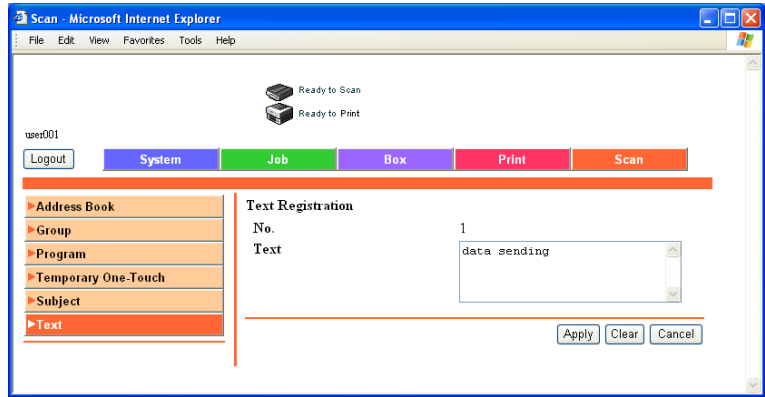 Scan - Microsoft Internet Explorer
File Edit View Favorites Tools Help
Ready to Scan
Ready to Print
user001
Logout System Job Box Print Scan
Address Book
Group
Program
Temporary One-Touch
Subject
Text
Text Registration
No. 1
Text data sending
Apply Clear Cancel